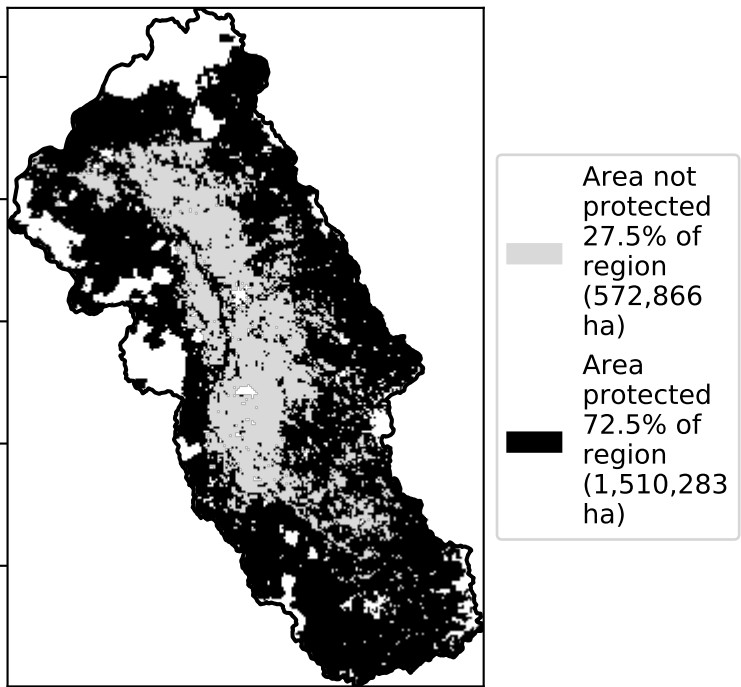 Area not
protected
27.5% of
region
(572,866
ha)
Area
protected
72.5% of
region
(1,510,283
ha)